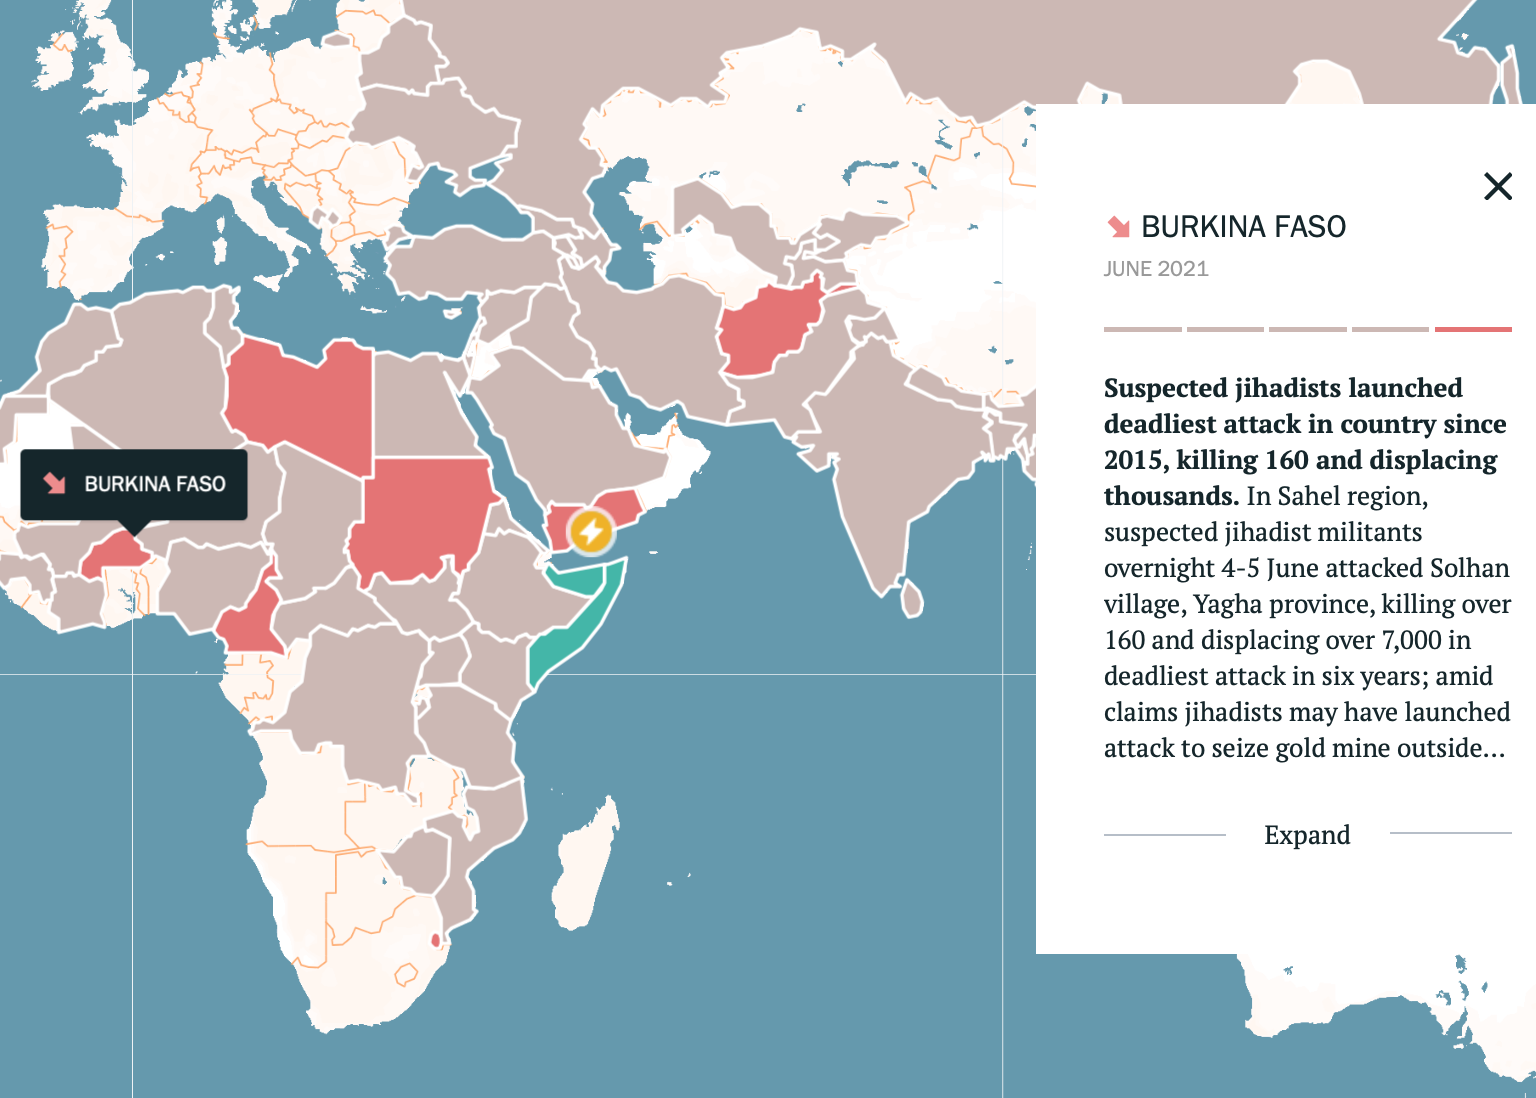 BURKINA FASO
BURKINA FASO
JUNE 2021
Suspected jihadists launched
deadliest attack in country since
2015, killing 160 and displacing
thousands. In Sahel region,
suspected jihadist militants
overnight 4-5 June attacked Solhan
village, Yagha province, killing over
160 and displacing over 7,000 in
deadliest attack in six years; amid
claims jihadists may have launched
attack to seize gold mine outside...
Expand